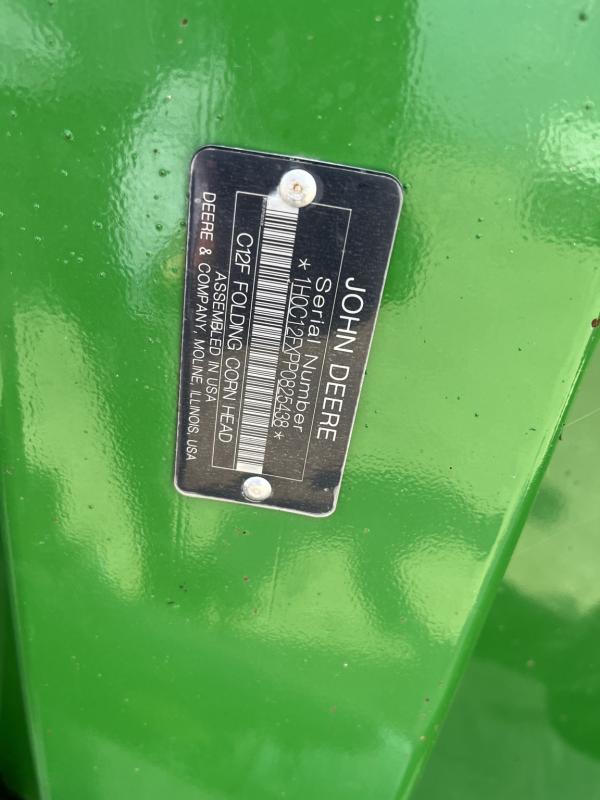 JOHN DEERE
Serial Number
*1H0C12FXPP0825438*
C12F FOLDING CORN HEAD
ASSEMBLED IN USA
DEERE & COMPANY, MOLINE, ILLINOIS, USA